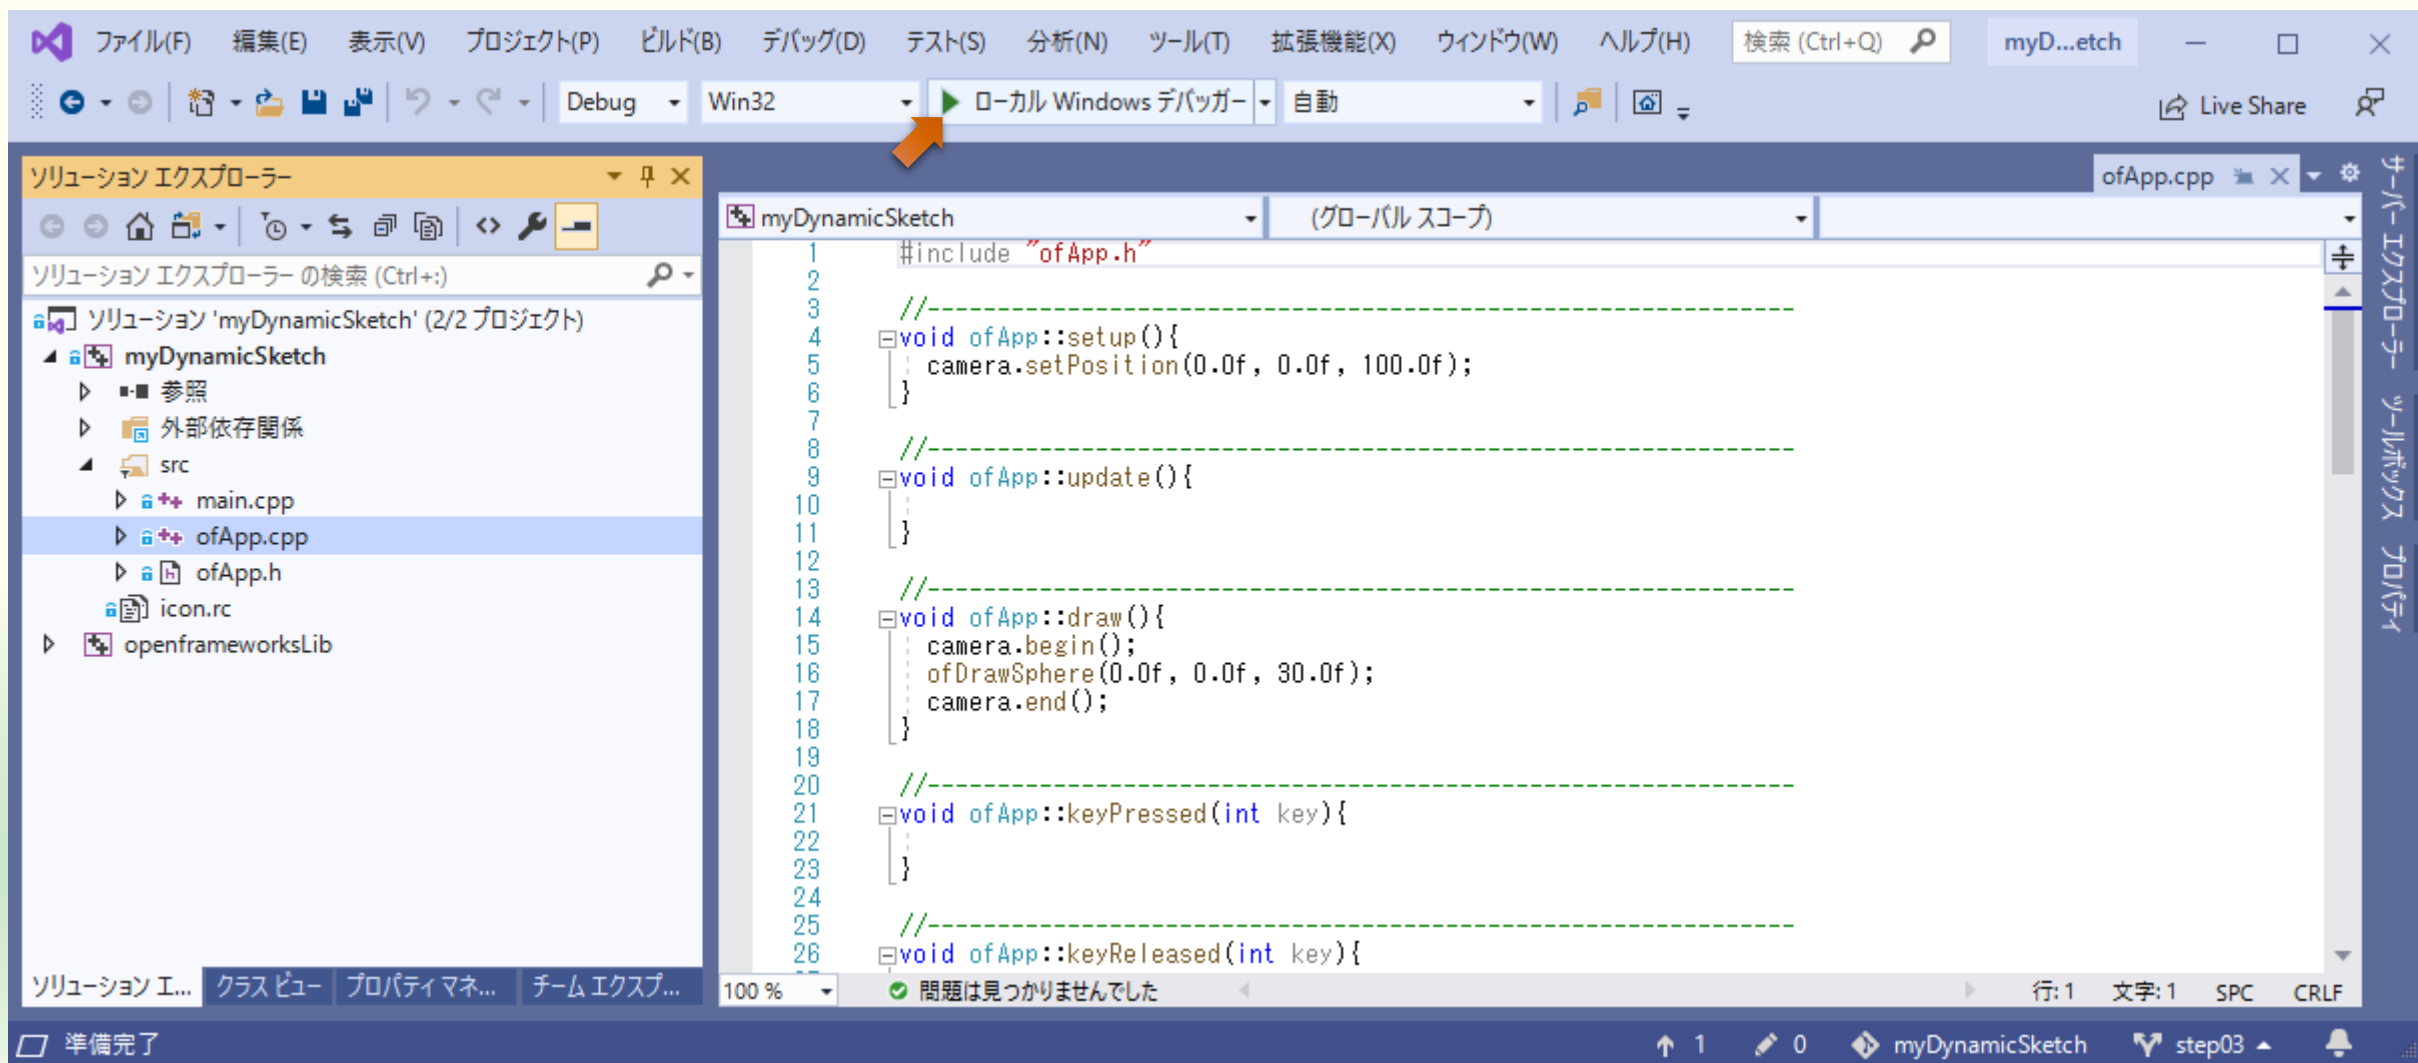 ファイル(F) 編集(E) 表示(V) プロジェクト(P) ビルド(B) デバッグ(D) テスト(S) 分析(N) ツール(T) 拡張機能(X) ウィンドウ(W) ヘルプ(H) 検索 (Ctrl+Q) myD...etch
Debug Win32 ローカル Windows デバッガー 自動 Live Share
ソリューション エクスプローラー
ソリューション エクスプローラー の検索 (Ctrl+:)
ソリューション 'myDynamicSketch' (2/2 プロジェクト)
myDynamicSketch
参照
外部依存関係
src
main.cpp
ofApp.cpp
ofApp.h
icon.rc
openframeworksLib
ソリューション エ... クラス ビュー プロパティ マネ... チーム エクスプ...
ofApp.cpp
myDynamicSketch (グローバル スコープ)
1 #include "ofApp.h"
2
3 //--------------------------------------------------------------
4 void ofApp::setup(){
5 camera.setPosition(0.0f, 0.0f, 100.0f);
6 }
7
8 //--------------------------------------------------------------
9 void ofApp::update(){
10
11 }
12
13 //--------------------------------------------------------------
14 void ofApp::draw(){
15 camera.begin();
16 ofDrawSphere(0.0f, 0.0f, 30.0f);
17 camera.end();
18 }
19
20 //--------------------------------------------------------------
21 void ofApp::keyPressed(int key){
22
23 }
24
25 //--------------------------------------------------------------
26 void ofApp::keyReleased(int key){
100 % 問題は見つかりませんでした 行: 1 文字: 1 SPC CRLF
サーバー エクスプローラー
ツールボックス
プロパティ
準備完了 1 0 myDynamicSketch step03